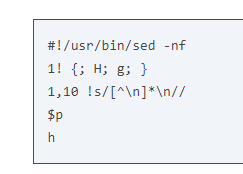 #!/usr/bin/sed -nf
1! {; H; g; }
1,10 !s/[^\n]*\n//
$p
h